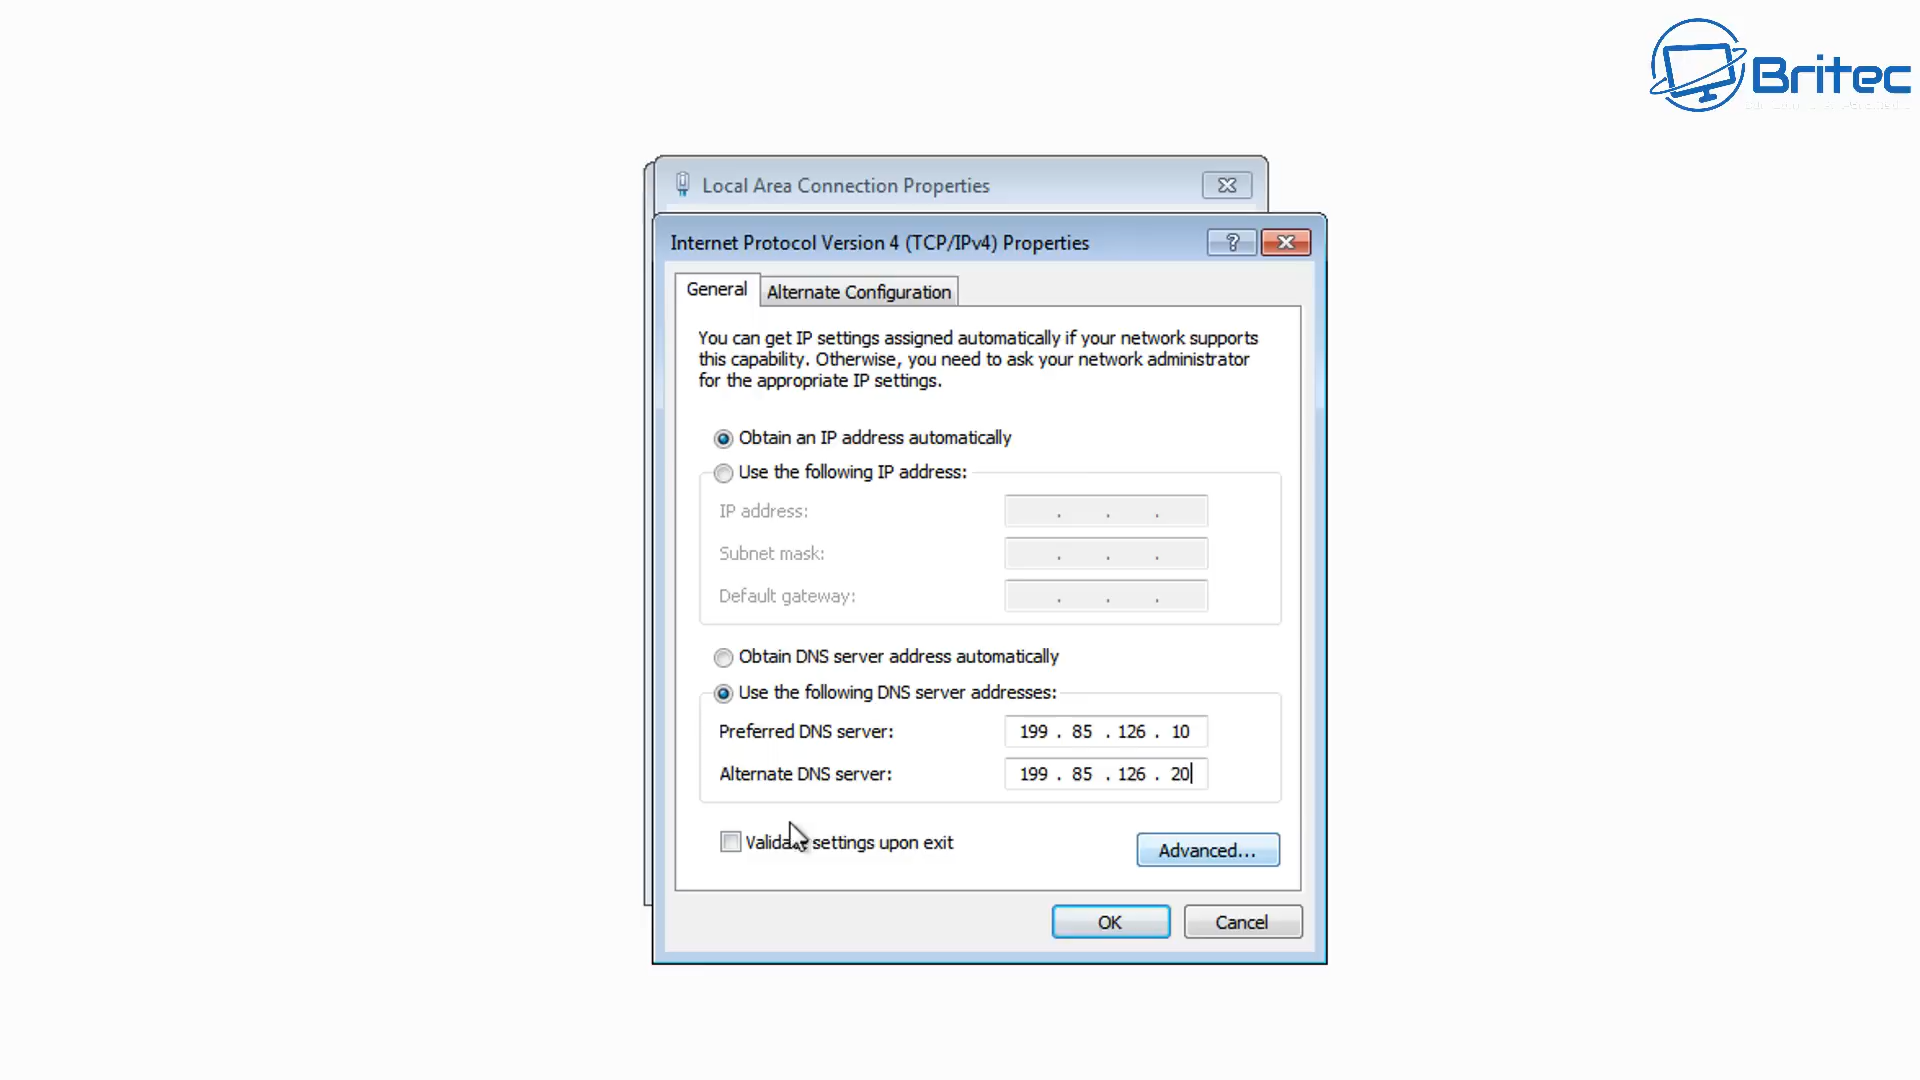 Britec
Local Area Connection Properties
Internet Protocol Version 4 (TCP/IPv4) Properties
?
General
Alternate Configuration
You can get IP settings assigned automatically if your network supports
this capability. Otherwise, you need to ask your network administrator
for the appropriate IP settings.
Obtain an IP address automatically
Use the following IP address:
IP address: . . .
Subnet mask: . . .
Default gateway: . . .
Obtain DNS server address automatically
Use the following DNS server addresses:
Preferred DNS server: 199 . 85 . 126 . 10
Alternate DNS server: 199 . 85 . 126 . 20
settings upon exit
Advanced...
OK
Cancel